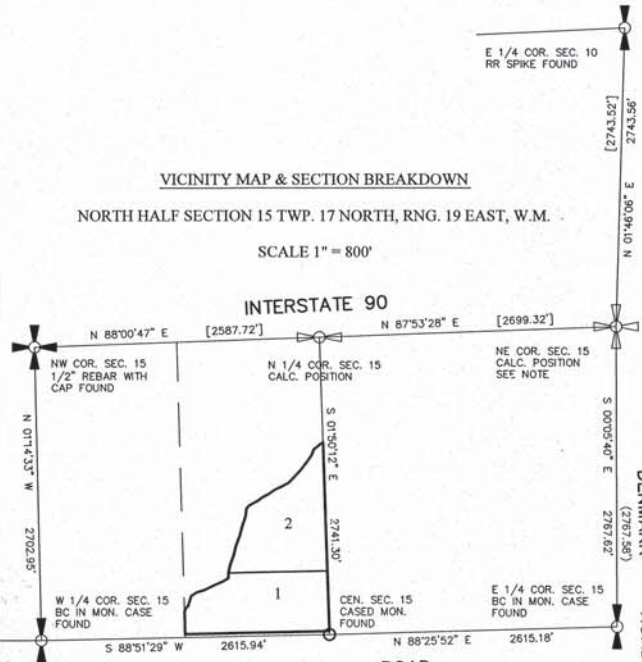 E 1/4 COR. SEC. 10
RR SPIKE FOUND
[2743.52']
2743.56'
N 01°46'06" E
VICINITY MAP & SECTION BREAKDOWN
NORTH HALF SECTION 15 TWP. 17 NORTH, RNG. 19 EAST, W.M.
SCALE 1" = 800'
INTERSTATE 90
N 88°00'47" E [2587.72']
N 87°53'28" E [2699.32']
NW COR. SEC. 15
1/2" REBAR WITH
CAP FOUND
N 1/4 COR. SEC. 15
CALC. POSITION
NE COR. SEC. 15
CALC. POSITION
SEE NOTE
N 01°14'33" W 2702.95'
S 01°50'12" E 2741.30'
S 00°05'40" E 2767.62'
(2767.58')
2
1
W 1/4 COR. SEC. 15
BC IN MON. CASE
FOUND
CEN. SEC. 15
CASED MON.
FOUND
E 1/4 COR. SEC. 15
BC IN MON. CASE
FOUND
S 88°51'29" W 2615.94'
N 88°25'52" E 2615.18'